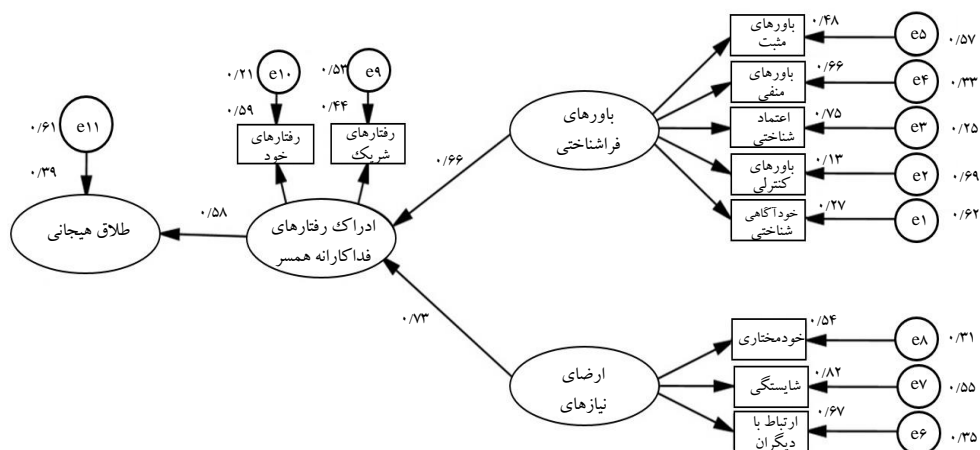 باورهای
مثبت
۰/۴۸
e۵
۰/۵۷
باورهای
منفی
۰/۶۶
e۴
۰/۳۳
اعتماد
شناختی
۰/۷۵
e۳
۰/۲۵
باورهای
کنترلی
۰/۱۳
e۲
۰/۶۹
خودآگاهی
شناختی
۰/۲۷
e۱
۰/۶۲
باورهای
فراشناختی
۰/۶۶
۰/۵۳
e۹
۰/۴۴
رفتارهای
شریک
۰/۲۱
e۱۰
۰/۵۹
رفتارهای
خود
ادراک رفتارهای
فداکارانه همسر
۰/۵۸
۰/۶۱
e۱۱
۰/۳۹
طلاق هیجانی
۰/۷۳
ارضای
نیازهای
خودمختاری
۰/۵۴
e۸
۰/۳۱
شایستگی
۰/۸۲
e۷
۰/۵۵
ارتباط با
دیگران
۰/۶۷
e۶
۰/۳۵